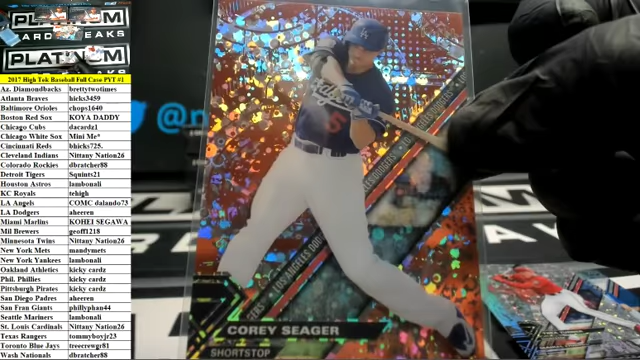 PLATINUM
CARD BREAKS
PLATINUM
2017 High Tek Baseball Full Case PYT #1
Az. Diamondbacks brettytwotimes
Atlanta Braves hicks3459
Baltimore Orioles chops1640
Boston Red Sox KOYA DADDY
Chicago Cubs dacardz1
Chicago White Sox Mini Me*
Cincinnati Reds bhicks725.
Cleveland Indians Nittany Nation26
Colorado Rockies dbratcher88
Detroit Tigers Squints21
Houston Astros lambonali
KC Royals tehigh
LA Angels COMC dalando73
LA Dodgers aheeren
Miami Marlins KOHEI SEGAWA
Mil Brewers geoff1218
Minnesota Twins Nittany Nation26
New York Mets mandymets
New York Yankees lambonali
Oakland Athletics kicky cardz
Phil. Phillies kicky cardz
Pittsburgh Pirates kicky cardz
San Diego Padres aheeren
San Fran Giants phillyphan44
Seattle Mariners lambonali
St. Louis Cardinals Nittany Nation26
Texas Rangers tommyboyjr23
Toronto Blue Jays treecrewgr81
Wash Nationals dbratcher88
LA
5
LOS ANGELES DODGERS
COREY SEAGER
SHORTSTOP